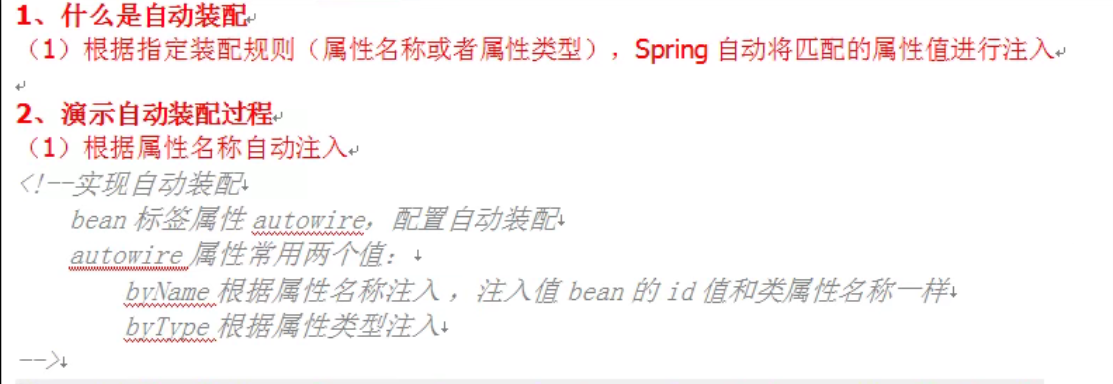 1、什么是自动装配
（1）根据指定装配规则（属性名称或者属性类型），Spring 自动将匹配的属性值进行注入
2、演示自动装配过程
（1）根据属性名称自动注入
<!--实现自动装配
bean 标签属性 autowire，配置自动装配
autowire 属性常用两个值：
byName 根据属性名称注入 ，注入值 bean 的 id 值和类属性名称一样
byType 根据属性类型注入
-->